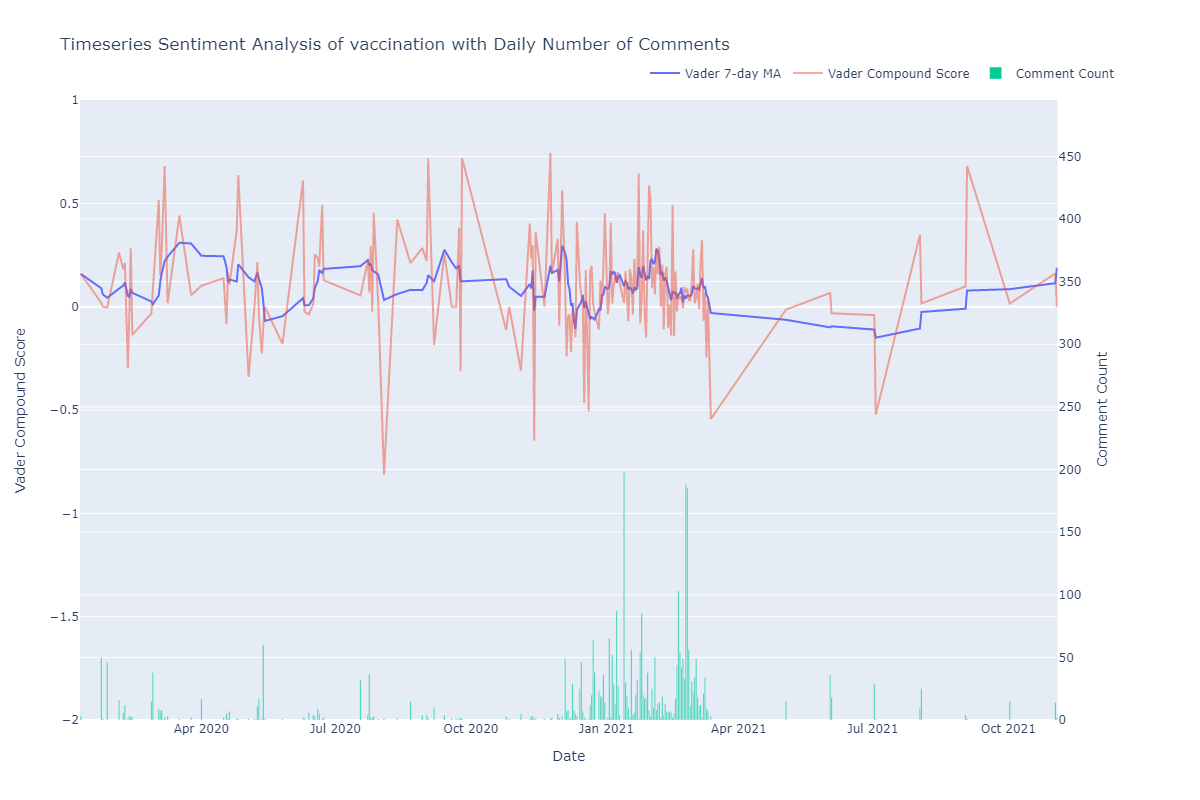 Timeseries Sentiment Analysis of vaccination with Daily Number of Comments
Vader 7-day MA
Vader Compound Score
Comment Count
1
0.5
0
−0.5
−1
−1.5
−2
Vader Compound Score
450
400
350
300
250
200
150
100
50
0
Comment Count
Apr 2020
Jul 2020
Oct 2020
Jan 2021
Apr 2021
Jul 2021
Oct 2021
Date